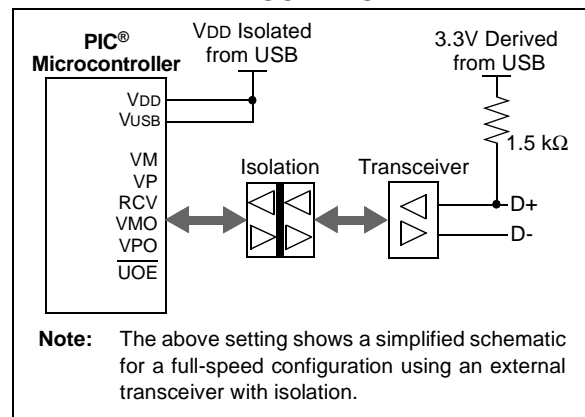 PIC®
Microcontroller
VDD Isolated
from USB
3.3V Derived
from USB
VDD
VUSB
1.5 kΩ
VM
VP
RCV
VMO
VPO
UOE
Isolation
Transceiver
D+
D-
Note: The above setting shows a simplified schematic
for a full-speed configuration using an external
transceiver with isolation.